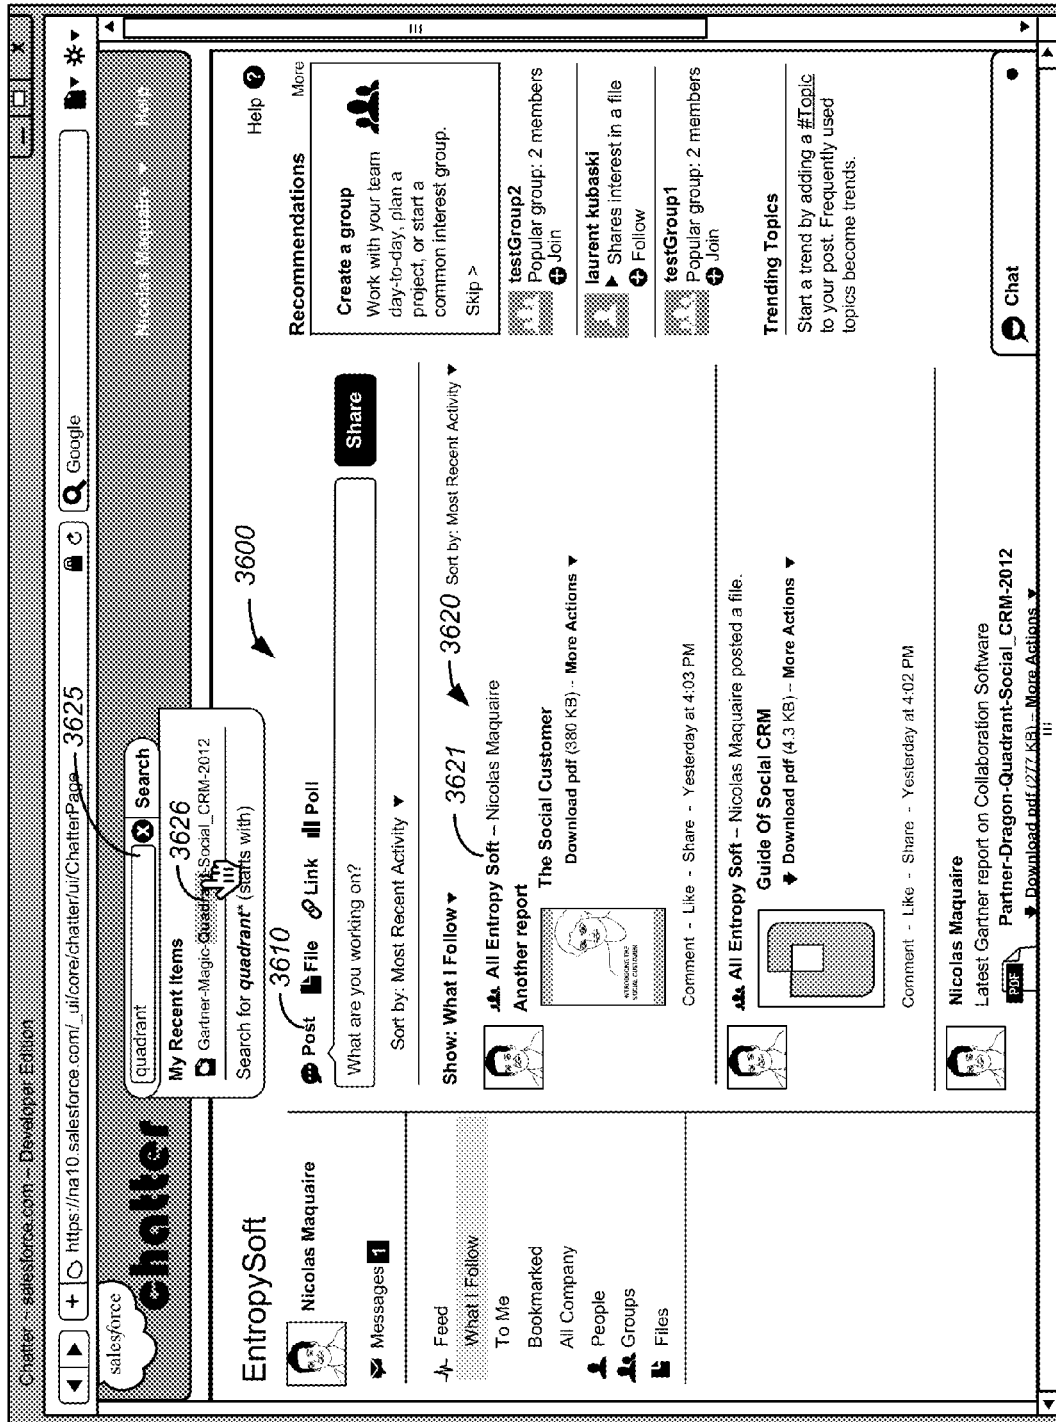 Chatter – salesforce.com – Developer Edition
https://na10.salesforce.com/_ui/core/chatter/ui/ChatterPage
Google
salesforce
chatter
quadrant
Search
3625
My Recent Items
3626
Gartner-Magic-Quadrant-Social_CRM-2012
Search for quadrant* (starts with)
Help
EntropySoft
Nicolas Maquaire
Messages 1
Feed
What I Follow
To Me
Bookmarked
All Company
People
Groups
Files
3600
3610
Post File Link Poll
What are you working on?
Share
Sort by: Most Recent Activity
Show: What I Follow
3621
3620
Sort by: Most Recent Activity
All Entropy Soft – Nicolas Maquaire
Another report
INTRODUCING THE
SOCIAL CUSTOMER
The Social Customer
Download pdf (380 KB) – More Actions
Comment - Like - Share - Yesterday at 4:03 PM
All Entropy Soft – Nicolas Maquaire posted a file.
Guide Of Social CRM
Download pdf (4.3 KB) – More Actions
Comment - Like - Share - Yesterday at 4:02 PM
Nicolas Maquaire
Latest Gartner report on Collaboration Software
PDF
Partner-Dragon-Quadrant-Social_CRM-2012
Download pdf (277 KB) – More Actions
Recommendations
More
Create a group
Work with your team
day-to-day, plan a
project, or start a
common interest group.
Skip >
testGroup2
Popular group: 2 members
Join
laurent kubaski
Shares interest in a file
Follow
testGroup1
Popular group: 2 members
Join
Trending Topics
Start a trend by adding a #Topic
to your post. Frequently used
topics become trends.
Chat